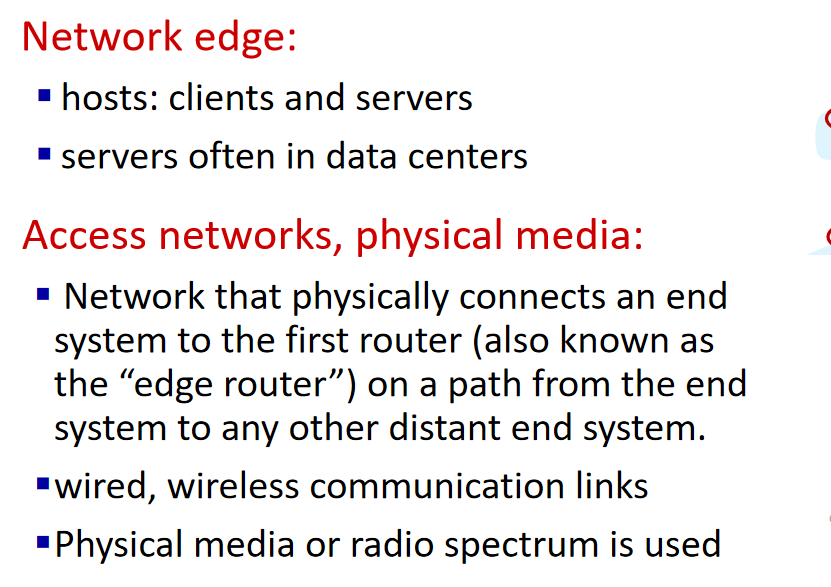 Network edge:
▪ hosts: clients and servers
▪ servers often in data centers
Access networks, physical media:
▪ Network that physically connects an end
system to the first router (also known as
the “edge router”) on a path from the end
system to any other distant end system.
▪wired, wireless communication links
▪Physical media or radio spectrum is used